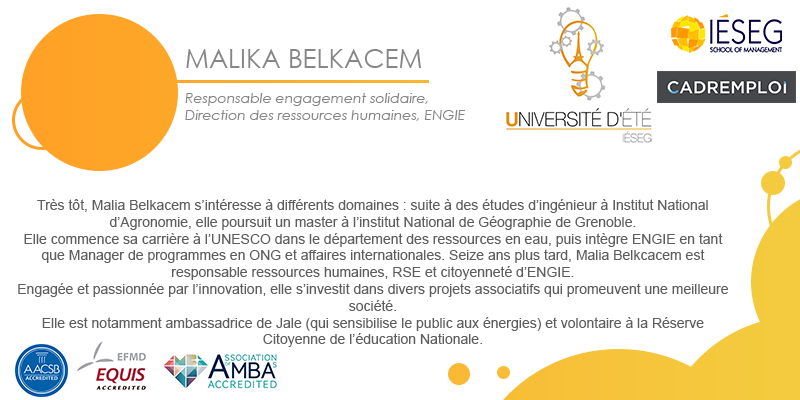 MALIKA BELKACEM
Responsable engagement solidaire,
Direction des ressources humaines, ENGIE
UNIVERSITÉ D'ÉTÉ
IÉSEG
IÉSEG
SCHOOL OF MANAGEMENT
CADREMPLOI
Très tôt, Malia Belkacem s'intéresse à différents domaines : suite à des études d'ingénieur à Institut National
d'Agronomie, elle poursuit un master à l'institut National de Géographie de Grenoble.
Elle commence sa carrière à l'UNESCO dans le département des ressources en eau, puis intègre ENGIE en tant
que Manager de programmes en ONG et affaires internationales. Seize ans plus tard, Malia Belkcacem est
responsable ressources humaines, RSE et citoyenneté d'ENGIE.
Engagée et passionnée par l'innovation, elle s'investit dans divers projets associatifs qui promeuvent une meilleure
société.
Elle est notamment ambassadrice de Jale (qui sensibilise le public aux énergies) et volontaire à la Réserve
Citoyenne de l'éducation Nationale.
AACSB
ACCREDITED
EFMD
EQUIS
ACCREDITED
ASSOCIATION
OF MBAS
AMBA
ACCREDITED